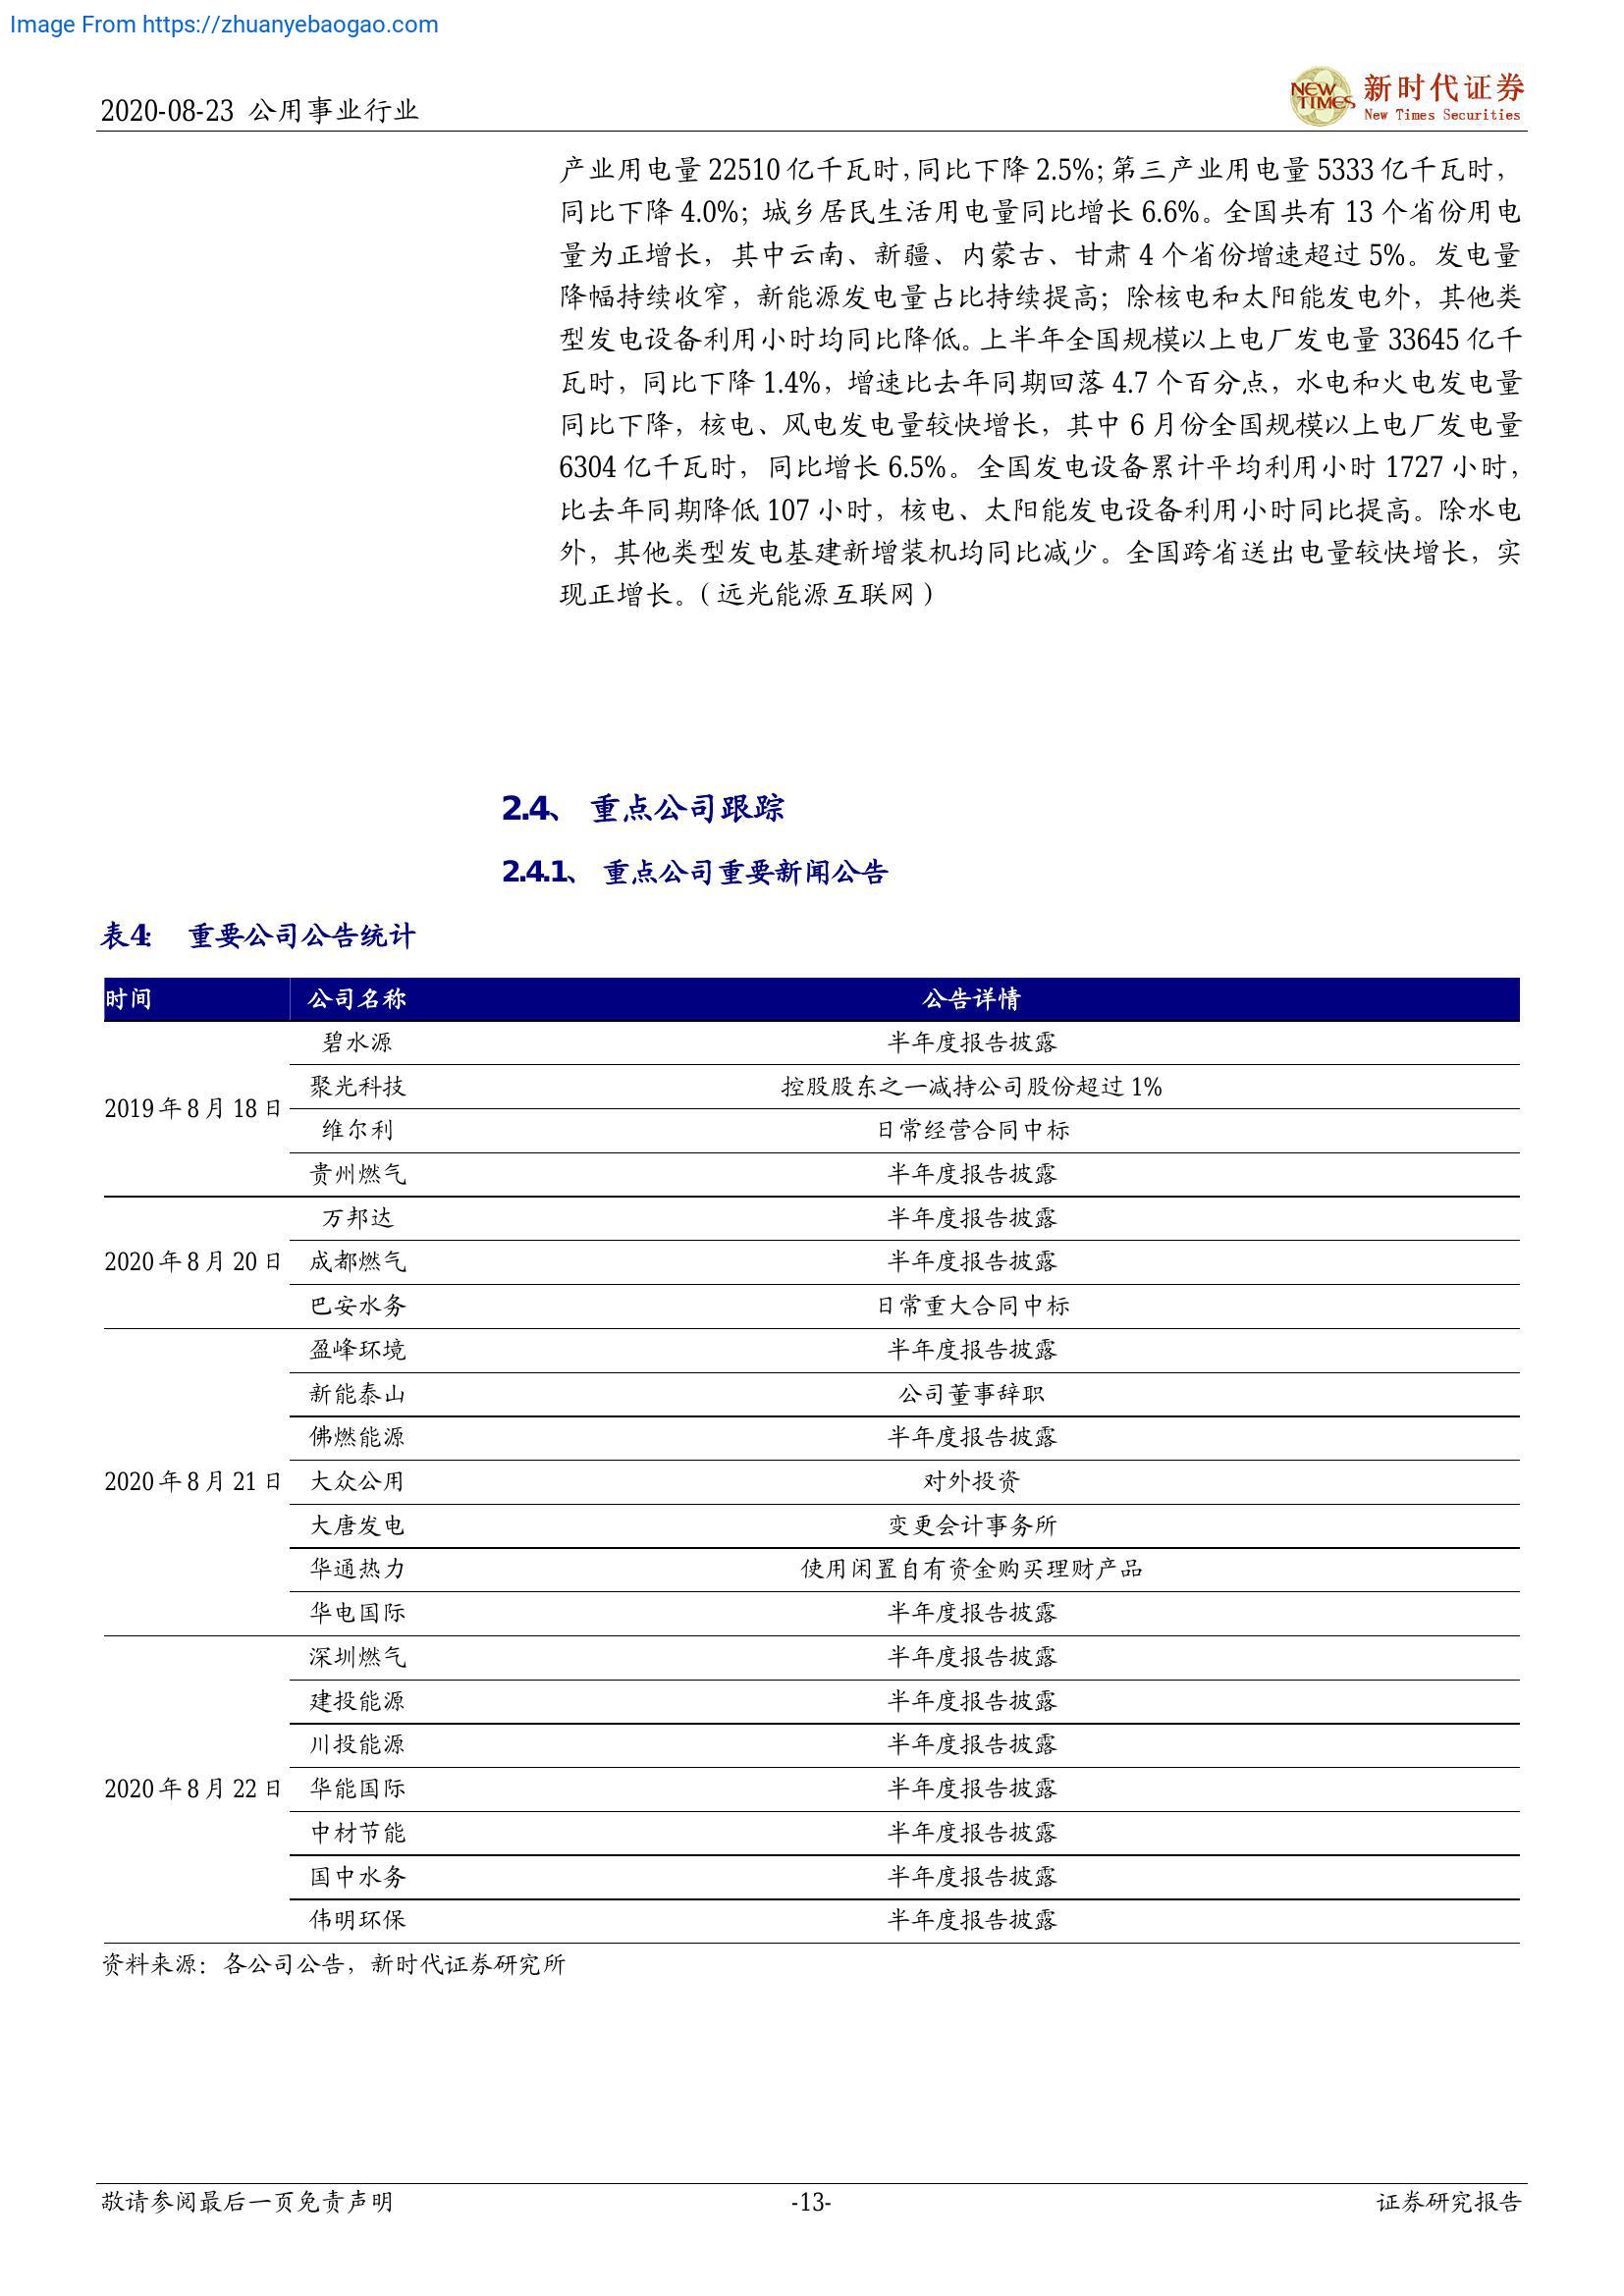 Image From https://zhuanyebaogao.com
2020-08-23 公用事业行业
NEW TIMES 新时代证券
New Times Securities
产业用电量 22510 亿千瓦时，同比下降 2.5%；第三产业用电量 5333 亿千瓦时，
同比下降 4.0%；城乡居民生活用电量同比增长 6.6%。全国共有 13 个省份用电
量为正增长，其中云南、新疆、内蒙古、甘肃 4 个省份增速超过 5%。发电量
降幅持续收窄，新能源发电量占比持续提高；除核电和太阳能发电外，其他类
型发电设备利用小时均同比降低。上半年全国规模以上电厂发电量 33645 亿千
瓦时，同比下降 1.4%，增速比去年同期回落 4.7 个百分点，水电和火电发电量
同比下降，核电、风电发电量较快增长，其中 6 月份全国规模以上电厂发电量
6304 亿千瓦时，同比增长 6.5%。全国发电设备累计平均利用小时 1727 小时，
比去年同期降低 107 小时，核电、太阳能发电设备利用小时同比提高。除水电
外，其他类型发电基建新增装机均同比减少。全国跨省送出电量较快增长，实
现正增长。（远光能源互联网）
2.4、 重点公司跟踪
2.4.1、 重点公司重要新闻公告
表4： 重要公司公告统计
时间 公司名称 公告详情
2019 年 8 月 18 日 碧水源 半年度报告披露
聚光科技 控股股东之一减持公司股份超过 1%
维尔利 日常经营合同中标
贵州燃气 半年度报告披露
2020 年 8 月 20 日 万邦达 半年度报告披露
成都燃气 半年度报告披露
巴安水务 日常重大合同中标
2020 年 8 月 21 日 盈峰环境 半年度报告披露
新能泰山 公司董事辞职
佛燃能源 半年度报告披露
大众公用 对外投资
大唐发电 变更会计事务所
华通热力 使用闲置自有资金购买理财产品
华电国际 半年度报告披露
2020 年 8 月 22 日 深圳燃气 半年度报告披露
建投能源 半年度报告披露
川投能源 半年度报告披露
华能国际 半年度报告披露
中材节能 半年度报告披露
国中水务 半年度报告披露
伟明环保 半年度报告披露
资料来源：各公司公告，新时代证券研究所
敬请参阅最后一页免责声明 -13- 证券研究报告